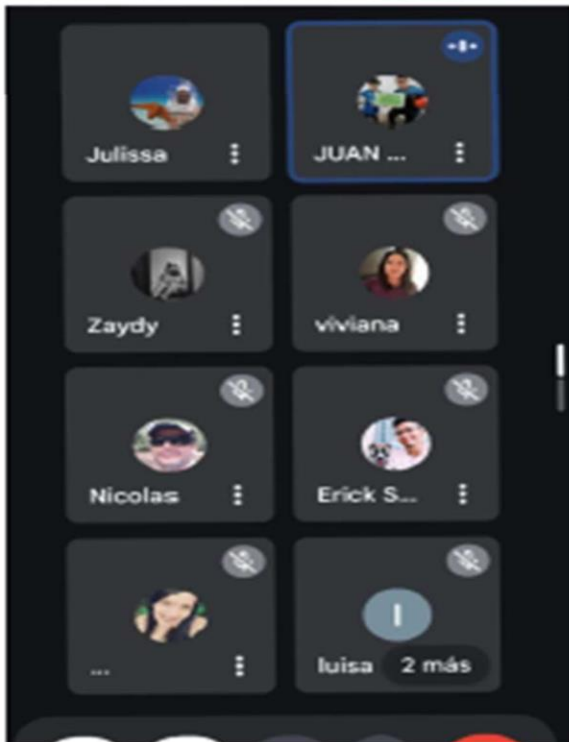 Julissa
JUAN ...
Zaydy
viviana
Nicolas
Erick S...
...
l
luisa
2 más